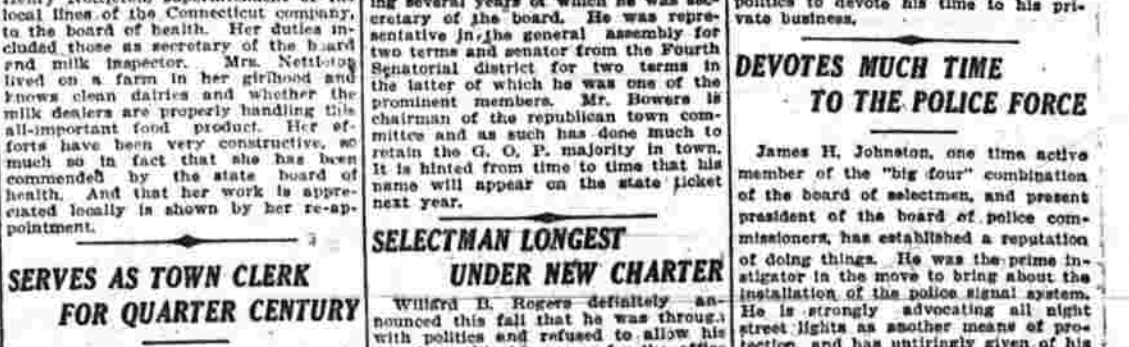 local lines of the Connecticut company,
to the board of health. Her duties in-
cluded those as secretary of the board
and milk inspector. Mrs. Nettleton
lived on a farm in her girlhood and
knows clean dairies and whether the
milk dealers are properly handling this
all-important food product. Her ef-
forts have been very constructive, so
much so in fact that she has been
commended by the state board of
health. And that her work is appre-
ciated locally is shown by her re-ap-
pointment.
SERVES AS TOWN CLERK
FOR QUARTER CENTURY
ing several years of which he was sec-
cretary of the board. He was repre-
sentative in the general assembly for
two terms and senator from the Fourth
Senatorial district for two terms in
the latter of which he was one of the
prominent members. Mr. Bowers is
chairman of the republican town com-
mittee and as such has done much to
retain the G. O. P. majority in town.
It is hinted from time to time that his
name will appear on the state ticket
next year.
SELECTMAN LONGEST
UNDER NEW CHARTER
Wilford B. Rogers definitely an-
nounced this fall that he was through
with politics and refused to allow his
politics to devote his time to his pri-
vate business.
DEVOTES MUCH TIME
TO THE POLICE FORCE
James H. Johnston, one time active
member of the "big four" combination
of the board of selectmen, and present
president of the board of police com-
missioners, has established a reputation
of doing things. He was the prime in-
stigator in the move to bring about the
installation of the police signal system.
He is strongly advocating all night
street lights as another means of pro-
tection, and has untiringly given of his